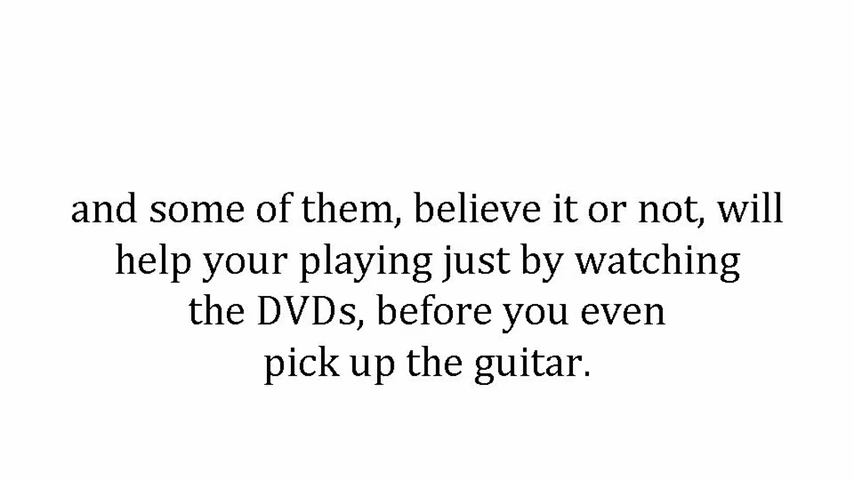 and some of them, believe it or not, will
help your playing just by watching
the DVDs, before you even
pick up the guitar.